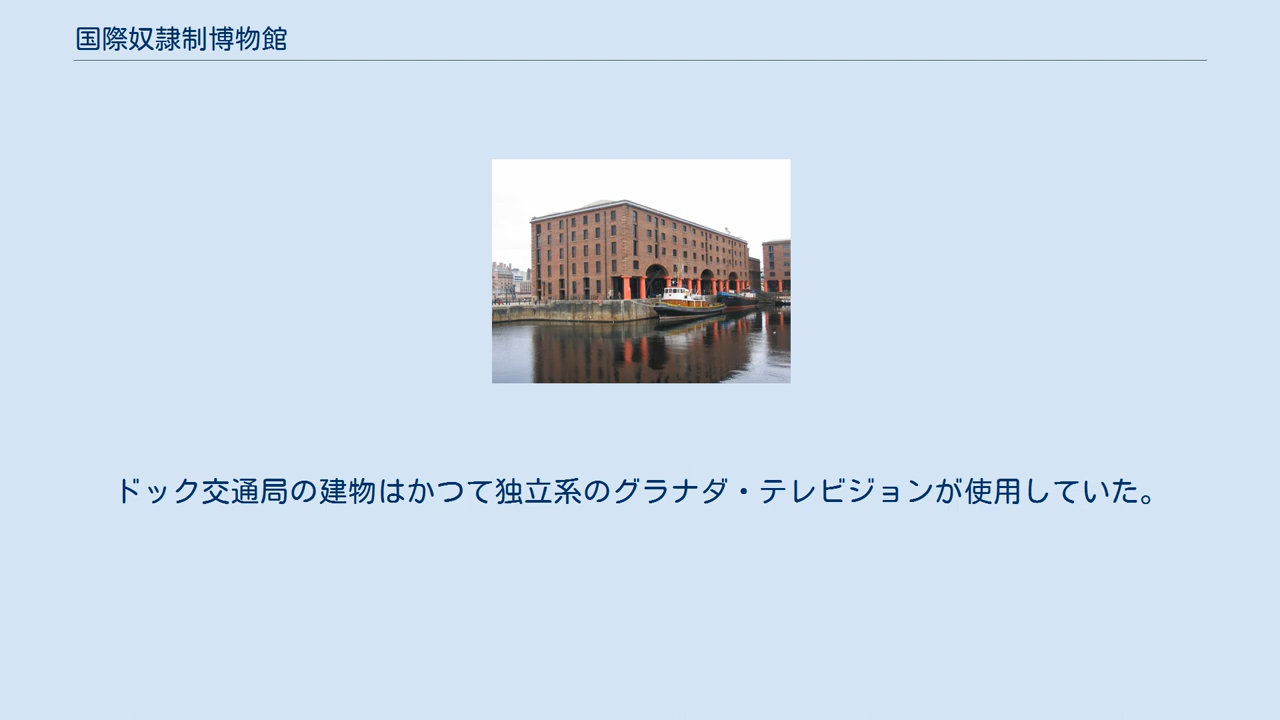 国際奴隷制博物館
ドック交通局の建物はかつて独立系のグラナダ・テレビジョンが使用していた。